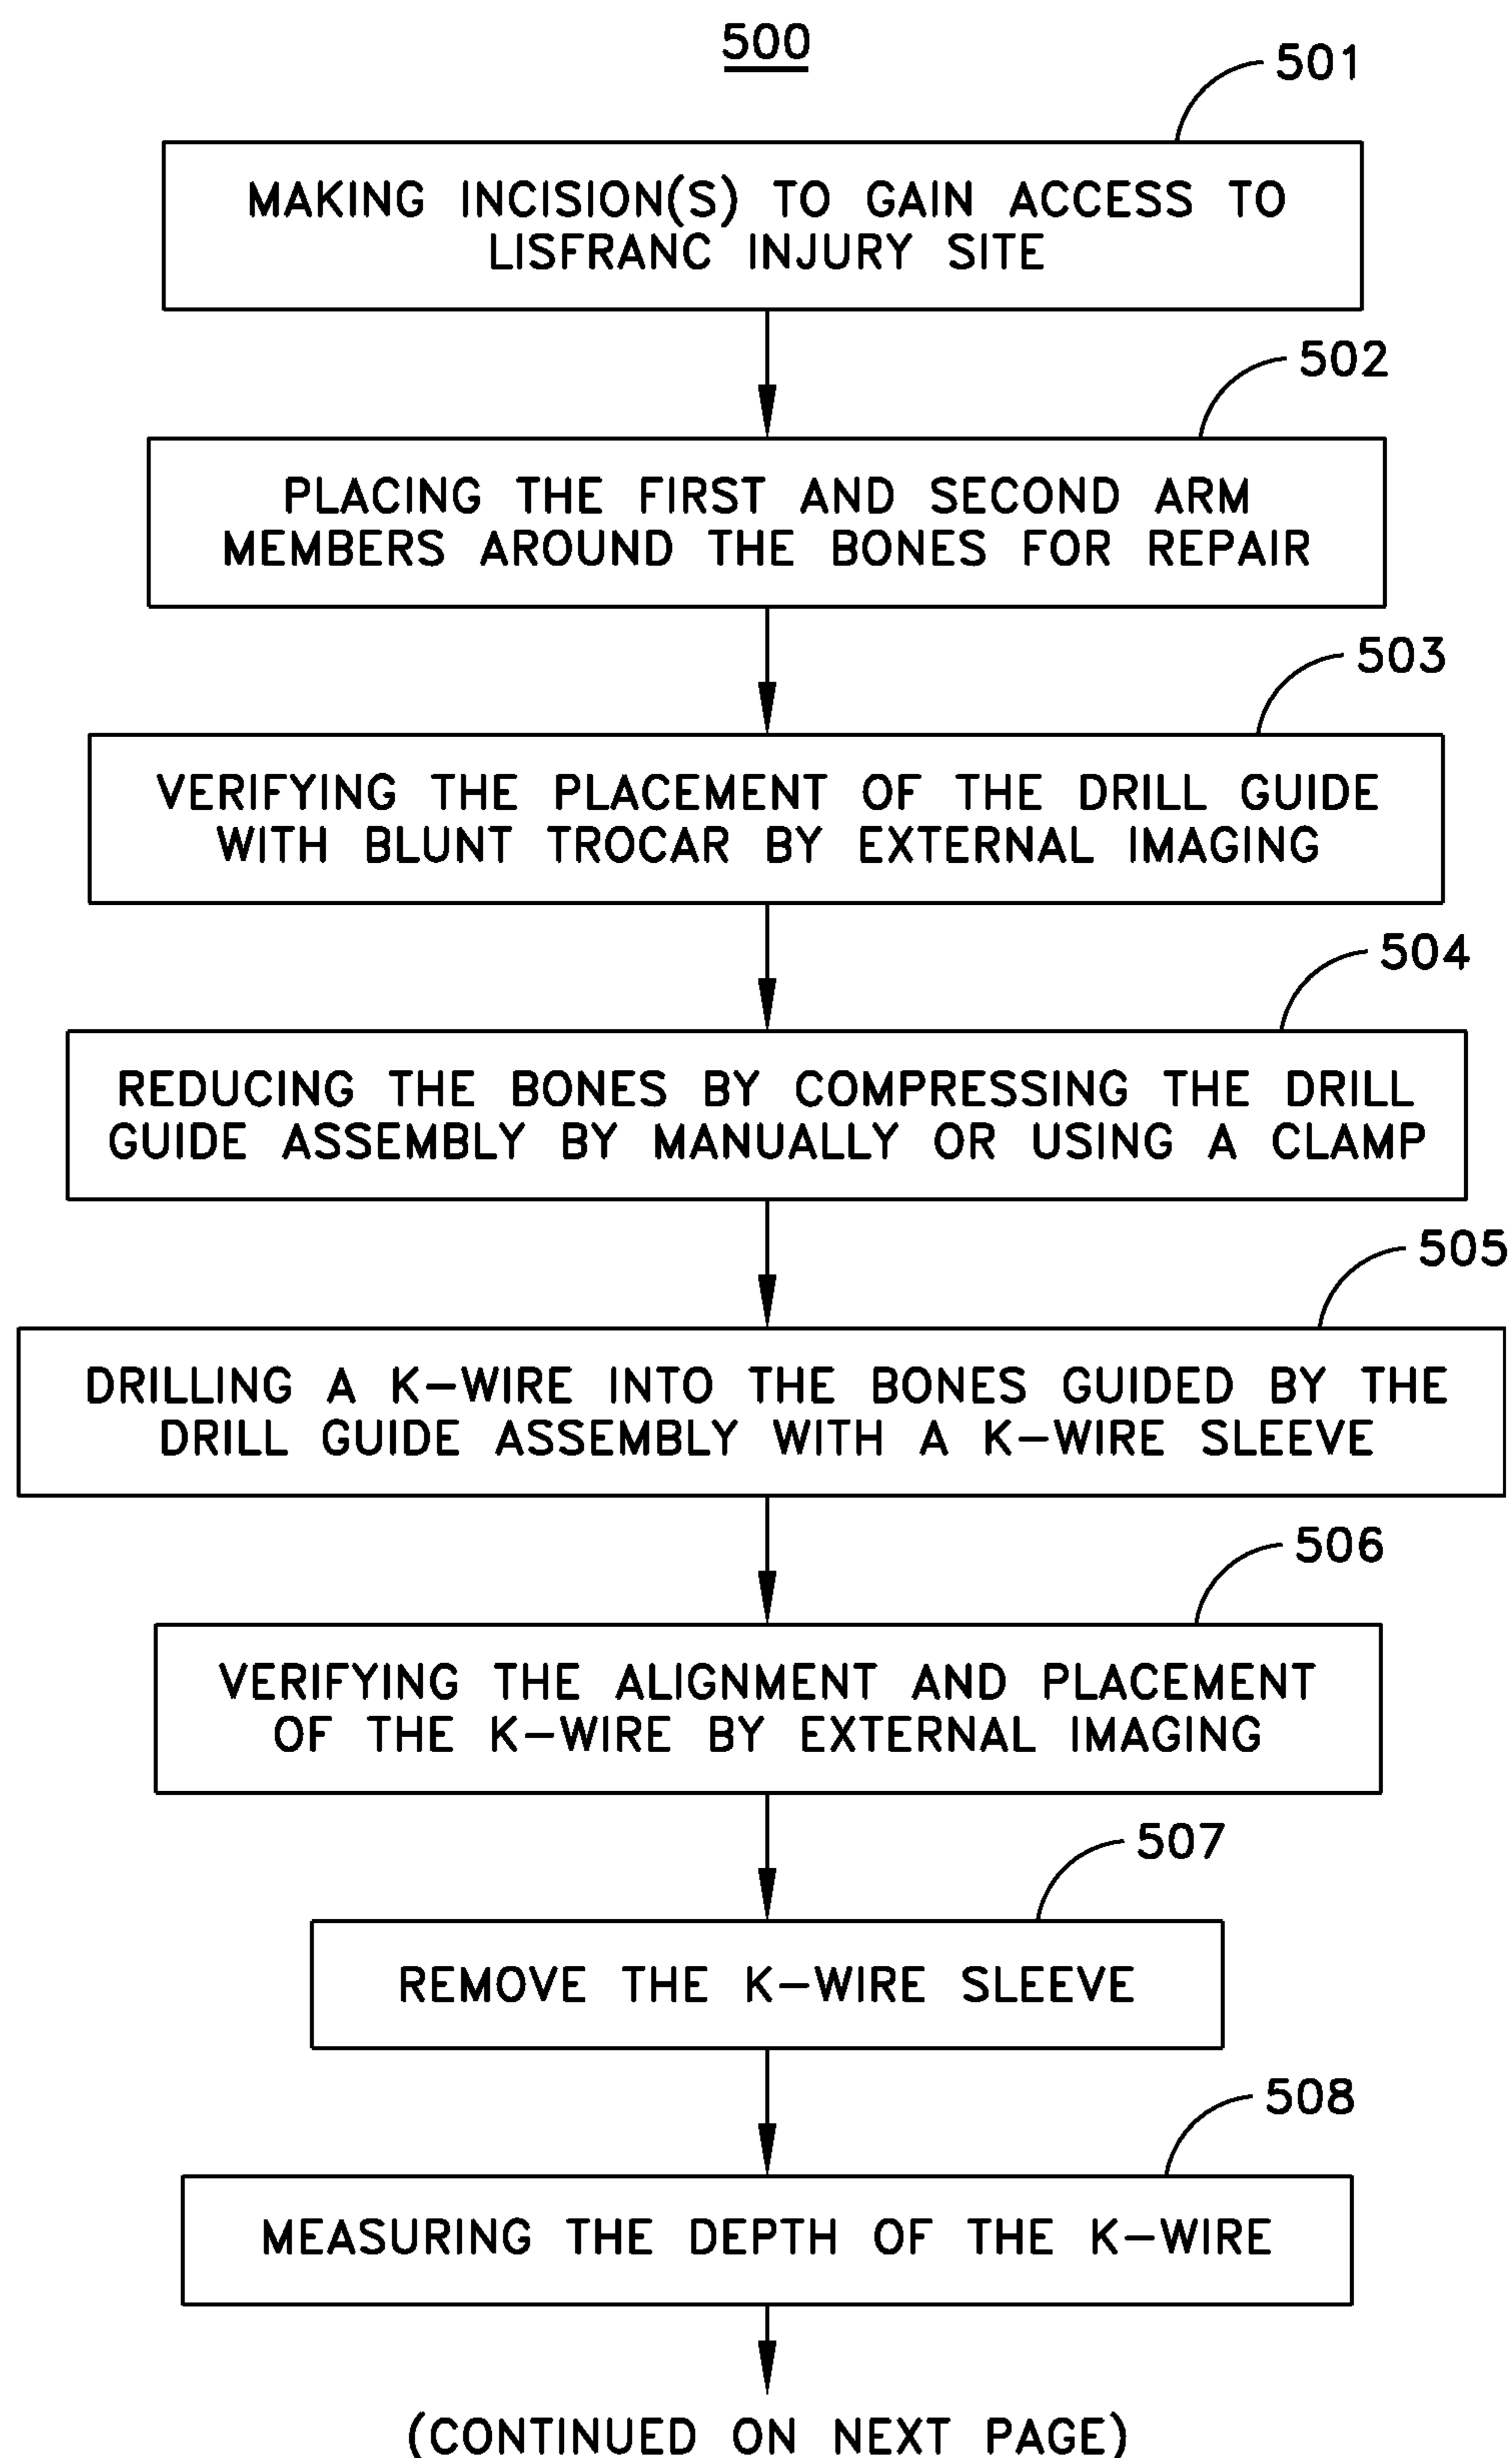 500
501
MAKING INCISION(S) TO GAIN ACCESS TO
LISFRANC INJURY SITE
502
PLACING THE FIRST AND SECOND ARM
MEMBERS AROUND THE BONES FOR REPAIR
503
VERIFYING THE PLACEMENT OF THE DRILL GUIDE
WITH BLUNT TROCAR BY EXTERNAL IMAGING
504
REDUCING THE BONES BY COMPRESSING THE DRILL
GUIDE ASSEMBLY BY MANUALLY OR USING A CLAMP
505
DRILLING A K-WIRE INTO THE BONES GUIDED BY THE
DRILL GUIDE ASSEMBLY WITH A K-WIRE SLEEVE
506
VERIFYING THE ALIGNMENT AND PLACEMENT
OF THE K-WIRE BY EXTERNAL IMAGING
507
REMOVE THE K-WIRE SLEEVE
508
MEASURING THE DEPTH OF THE K-WIRE
(CONTINUED ON NEXT PAGE)